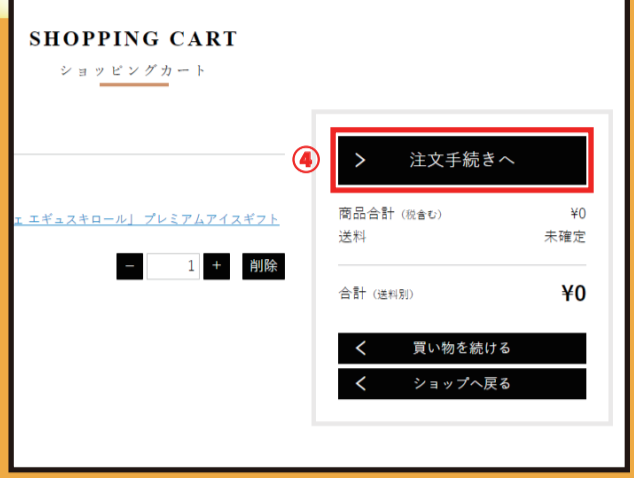 SHOPPING CART
ショッピングカート
④
注文手続きへ
商品合計（税含む） ¥0
送料 未確定
エギュスキロール」 プレミアムアイスギフト
− 1 + 削除
合計（送料別） ¥0
買い物を続ける
ショップへ戻る